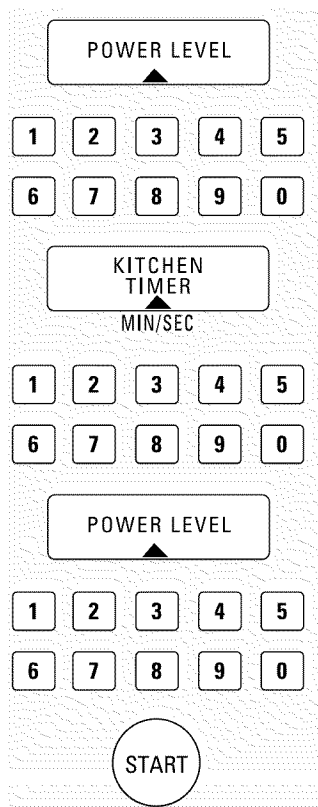 POWER LEVEL
1 2 3 4 5
6 7 8 9 0
KITCHEN
TIMER
MIN/SEC
1 2 3 4 5
6 7 8 9 0
POWER LEVEL
1 2 3 4 5
6 7 8 9 0
START